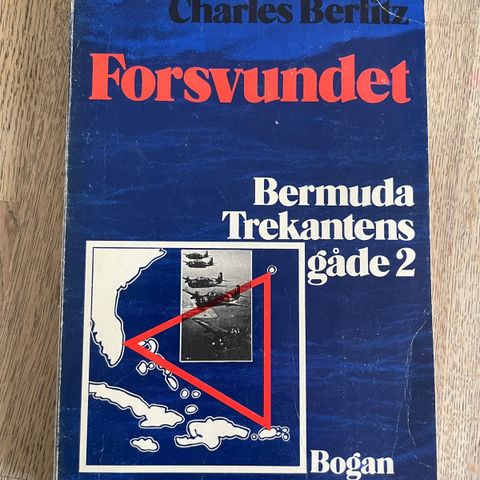 Charles Berlitz
Forsvundet
Bermuda
Trekantens
gåde 2
Bogan